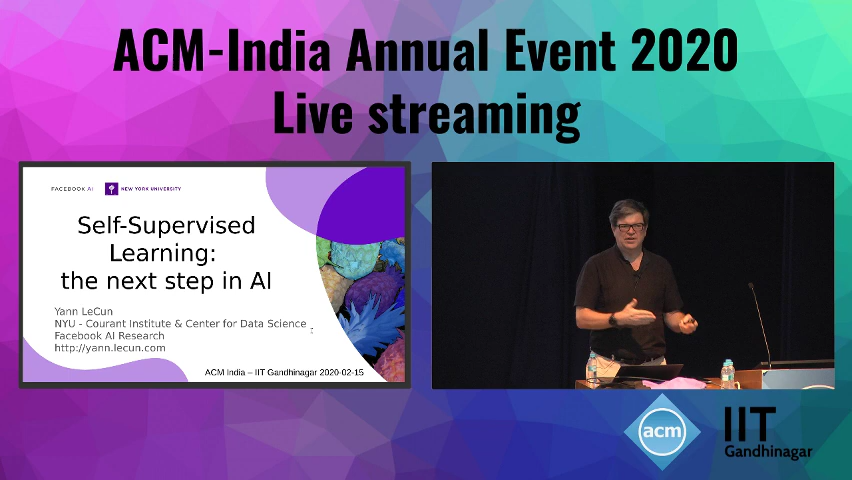 ACM-India Annual Event 2020
Live streaming
FACEBOOK AI
NEW YORK UNIVERSITY
Self-Supervised
Learning:
the next step in AI
Yann LeCun
NYU - Courant Institute & Center for Data Science
Facebook AI Research
http://yann.lecun.com
ACM India – IIT Gandhinagar 2020-02-15
acm
IIT
Gandhinagar